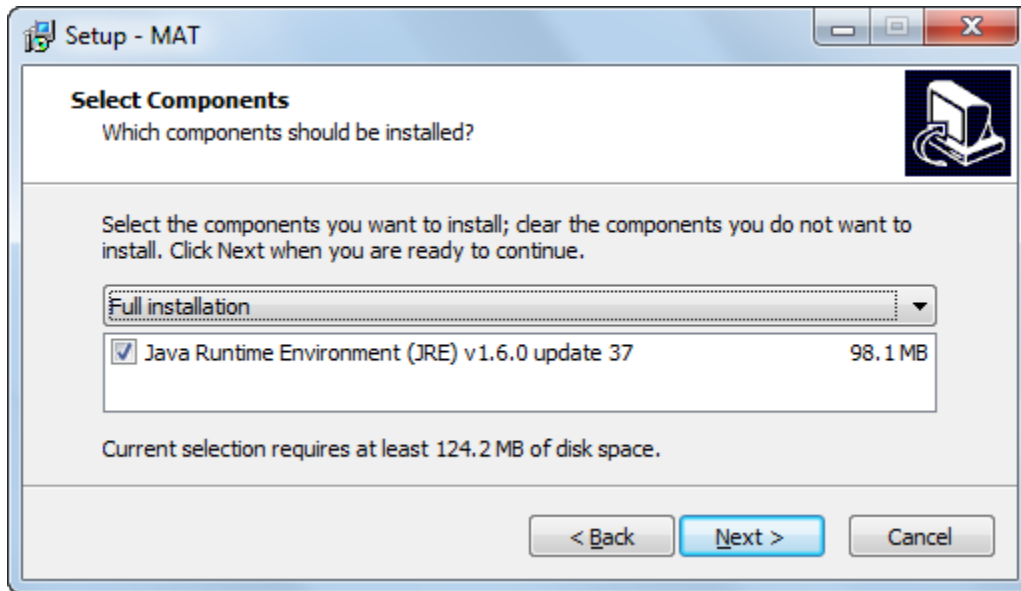 Setup - MAT
Select Components
Which components should be installed?
Select the components you want to install; clear the components you do not want to
install. Click Next when you are ready to continue.
Full installation
Java Runtime Environment (JRE) v1.6.0 update 37 98.1 MB
Current selection requires at least 124.2 MB of disk space.
< Back Next > Cancel